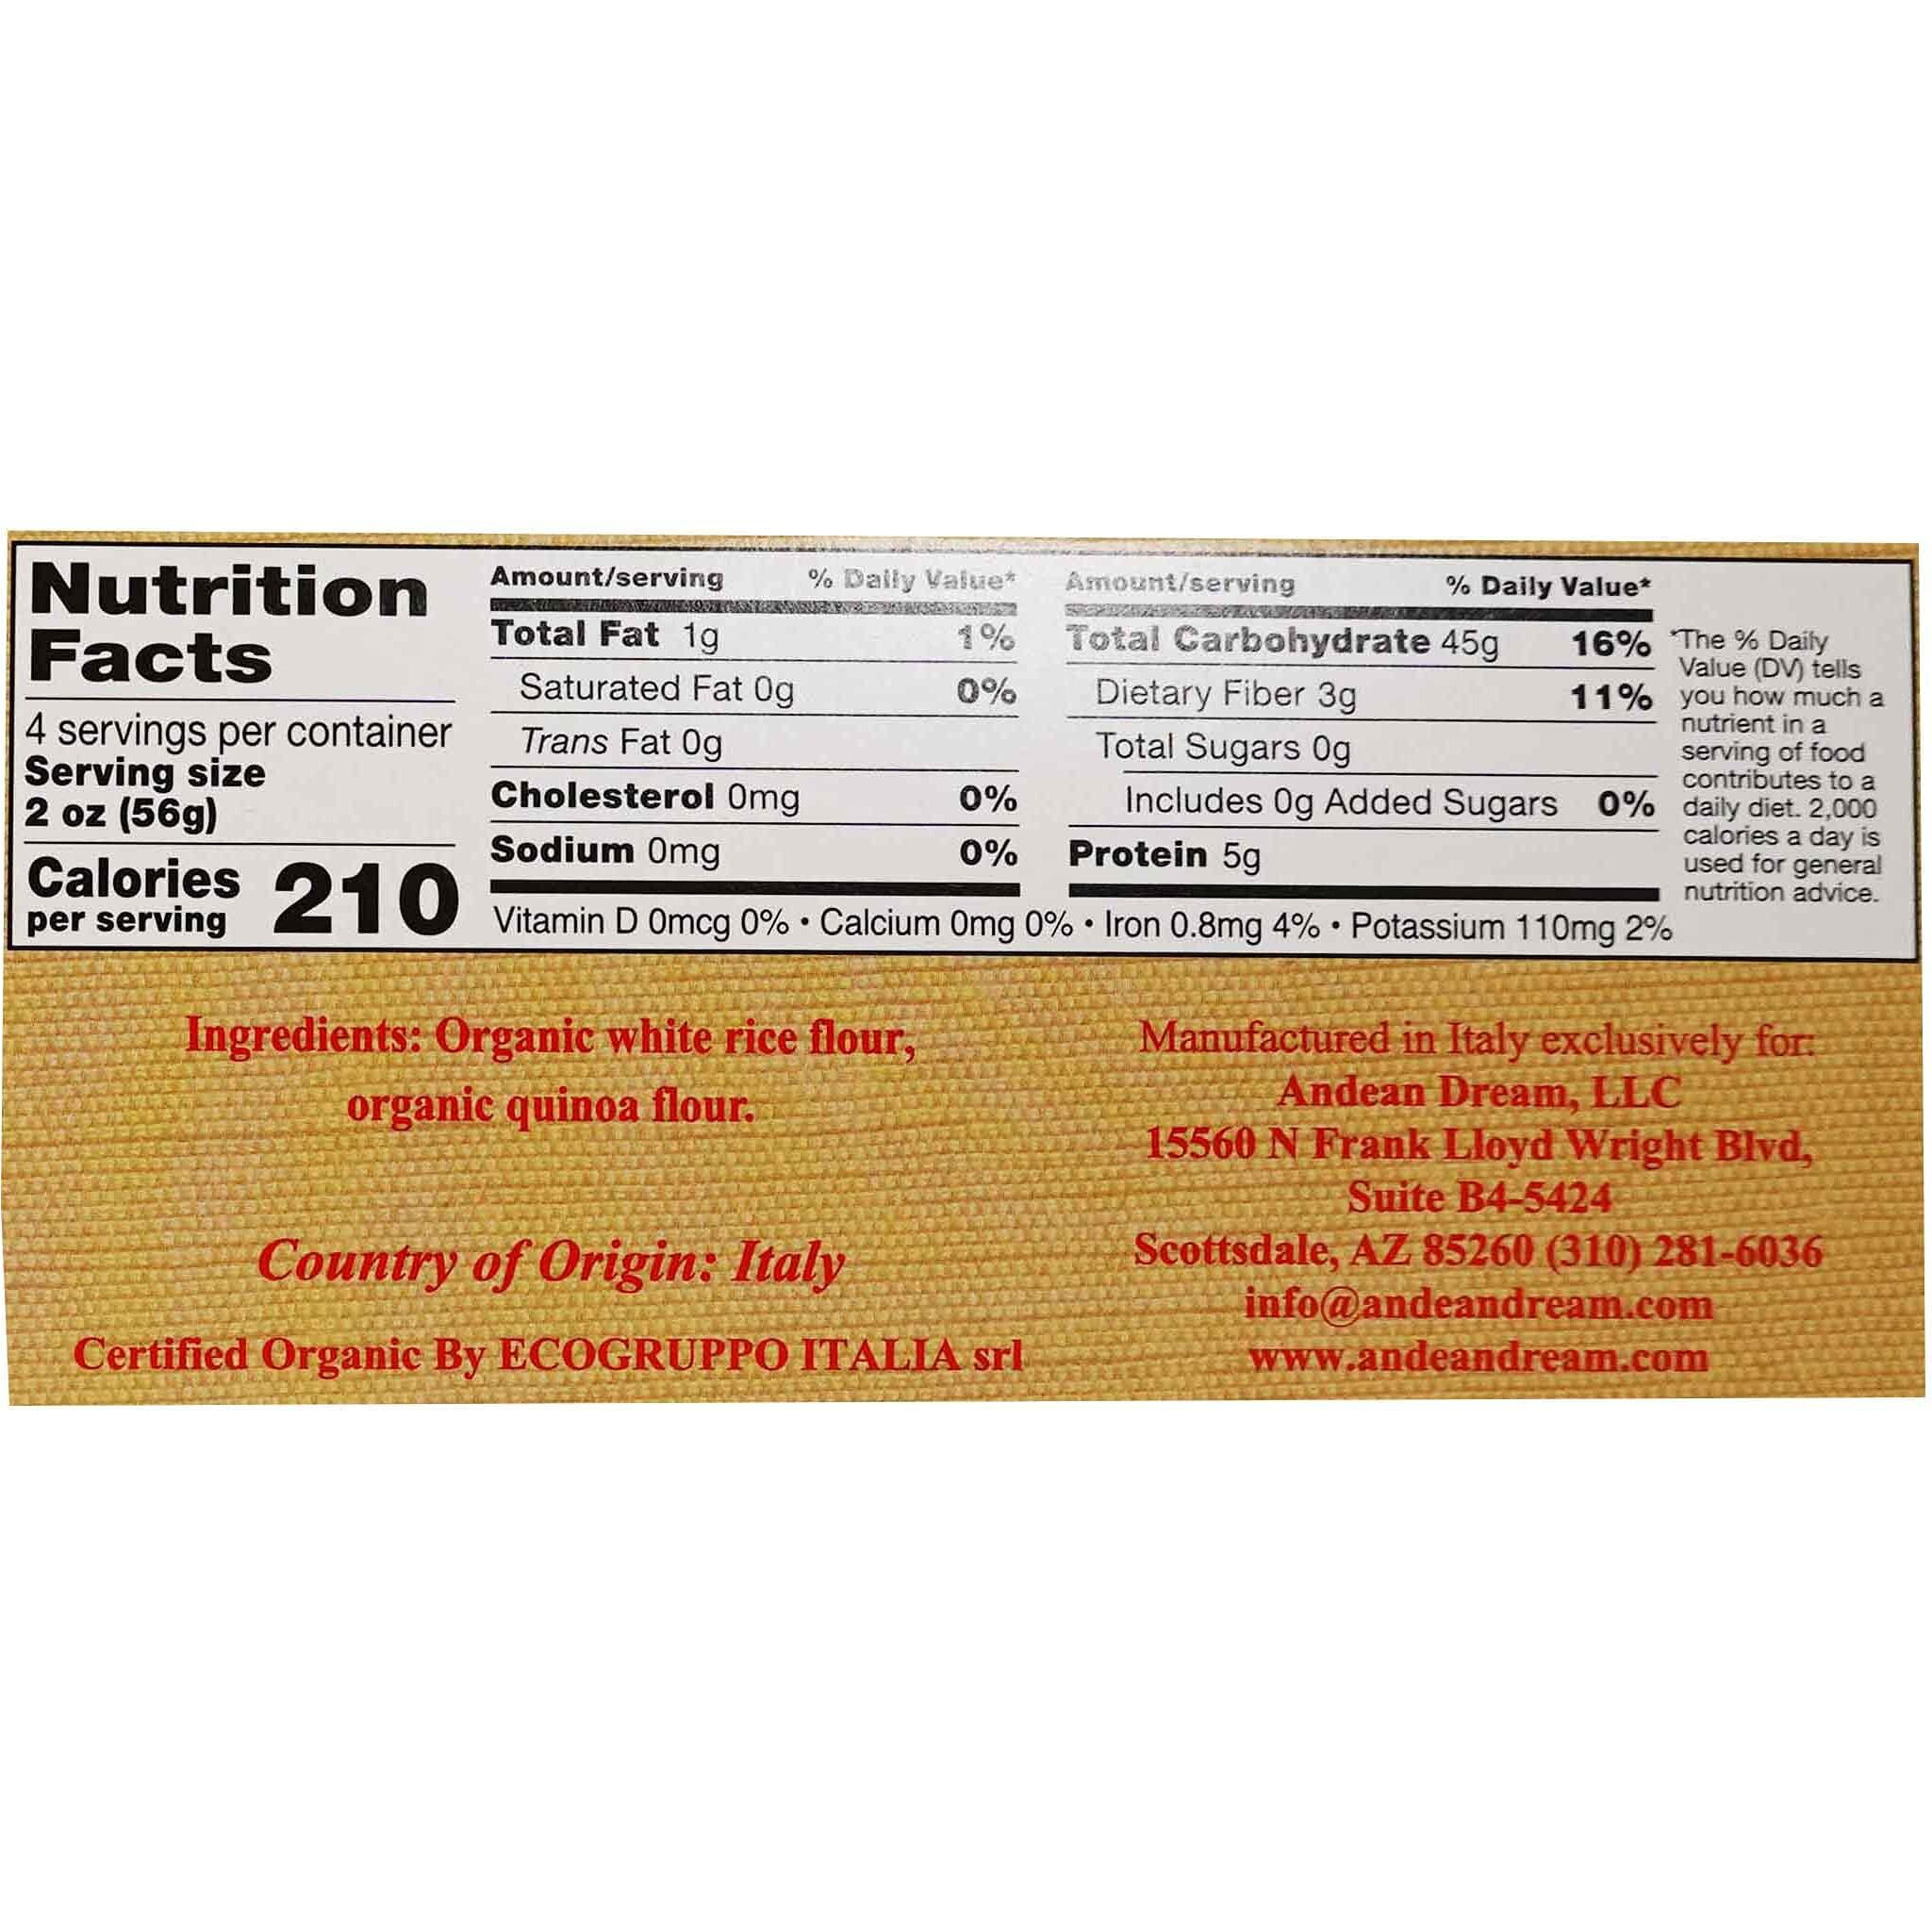 Nutrition
Facts
4 servings per container
Serving size
2 oz (56g)
Calories
per serving 210
Amount/serving % Daily Value*
Total Fat 1g 1%
Saturated Fat 0g 0%
Trans Fat 0g
Cholesterol 0mg 0%
Sodium 0mg 0%
Amount/serving % Daily Value*
Total Carbohydrate 45g 16%
Dietary Fiber 3g 11%
Total Sugars 0g
Includes 0g Added Sugars 0%
Protein 5g
Vitamin D 0mcg 0% • Calcium 0mg 0% • Iron 0.8mg 4% • Potassium 110mg 2%
*The % Daily
Value (DV) tells
you how much a
nutrient in a
serving of food
contributes to a
daily diet. 2,000
calories a day is
used for general
nutrition advice.
Ingredients: Organic white rice flour,
organic quinoa flour.
Country of Origin: Italy
Certified Organic By ECOGRUPPO ITALIA srl
Manufactured in Italy exclusively for:
Andean Dream, LLC
15560 N Frank Lloyd Wright Blvd,
Suite B4-5424
Scottsdale, AZ 85260 (310) 281-6036
info@andeandream.com
www.andeandream.com